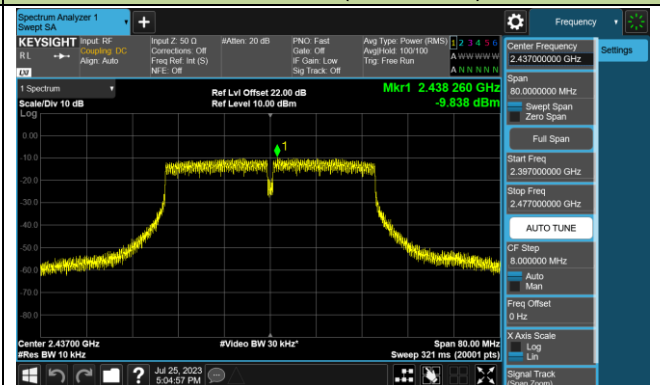 Spectrum Analyzer 1
Swept SA
Frequency
KEYSIGHT
Input: RF
Input Z: 50 Ω
#Atten: 20 dB
PNO: Fast
Avg Type: Power (RMS)
1 2 3 4 5 6
RL
Coupling: DC
Corrections: Off
Gate: Off
Avg|Hold: 100/100
A W W W W W
Align: Auto
Freq Ref: Int (S)
IF Gain: Low
Trig: Free Run
NFE: Off
Sig Track: Off
A N N N N N
LXI
Center Frequency
2.437000000 GHz
Settings
Span
80.0000000 MHz
Swept Span
Zero Span
Full Span
Start Freq
2.397000000 GHz
Stop Freq
2.477000000 GHz
AUTO TUNE
CF Step
8.000000 MHz
Auto
Man
Freq Offset
0 Hz
X Axis Scale
Log
Lin
Signal Track
(Span Zoom)
1 Spectrum
Ref Lvl Offset 22.00 dB
Mkr1 2.438 260 GHz
Scale/Div 10 dB
Ref Level 10.00 dBm
-9.838 dBm
Log
0.00
1
-10.0
-20.0
-30.0
-40.0
-50.0
-60.0
-70.0
-80.0
Center 2.43700 GHz
#Video BW 30 kHz*
Span 80.00 MHz
#Res BW 10 kHz
Sweep 321 ms (20001 pts)
?
Jul 25, 2023
5:04:57 PM